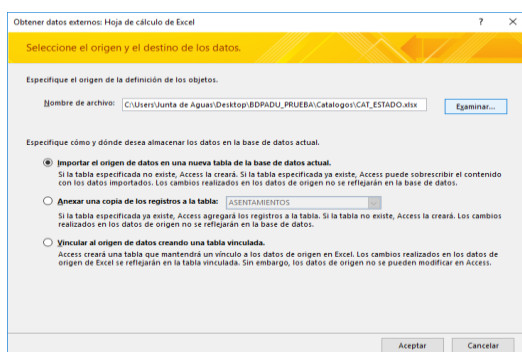 Obtener datos externos: Hoja de cálculo de Excel
? ×
Seleccione el origen y el destino de los datos.
Especifique el origen de la definición de los objetos.
Nombre de archivo: C:\Users\Junta de Aguas\Desktop\BDPADU_PRUEBA\Catalogos\CAT_ESTADO.xlsx Examinar...
Especifique cómo y dónde desea almacenar los datos en la base de datos actual.
Importar el origen de datos en una nueva tabla de la base de datos actual.
Si la tabla especificada no existe, Access la creará. Si la tabla especificada ya existe, Access puede sobrescribir el contenido
con los datos importados. Los cambios realizados en los datos de origen no se reflejarán en la base de datos.
Anexar una copia de los registros a la tabla: ASENTAMIENTOS
Si la tabla especificada ya existe, Access agregará los registros a la tabla. Si la tabla no existe, Access la creará. Los cambios
realizados en los datos de origen no se reflejarán en la base de datos.
Vincular al origen de datos creando una tabla vinculada.
Access creará una tabla que mantendrá un vínculo a los datos de origen en Excel. Los cambios realizados en los datos de
origen de Excel se reflejarán en la tabla vinculada. Sin embargo, los datos de origen no se pueden modificar en Access.
Aceptar Cancelar